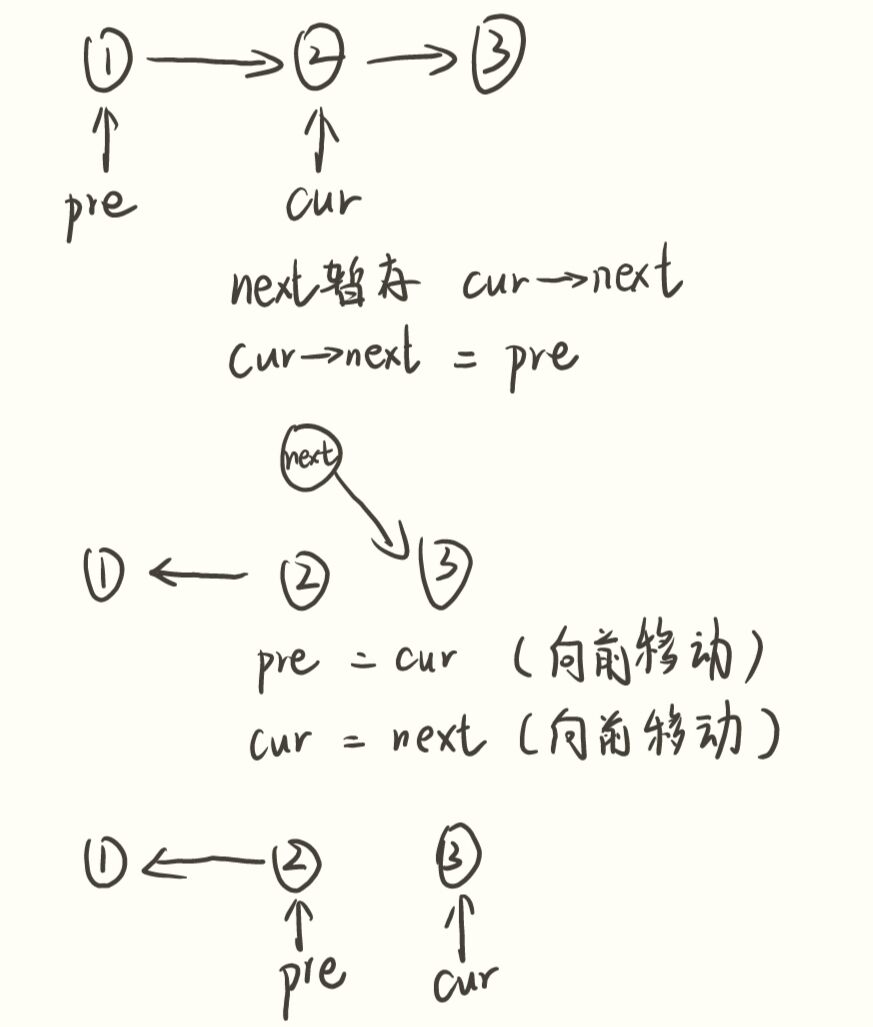 ① → ② → ③
pre cur
next暂存 cur→next
cur→next = pre
next
① ← ② ③
pre = cur (向前移动)
cur = next (向前移动)
① ← ② ③
pre cur